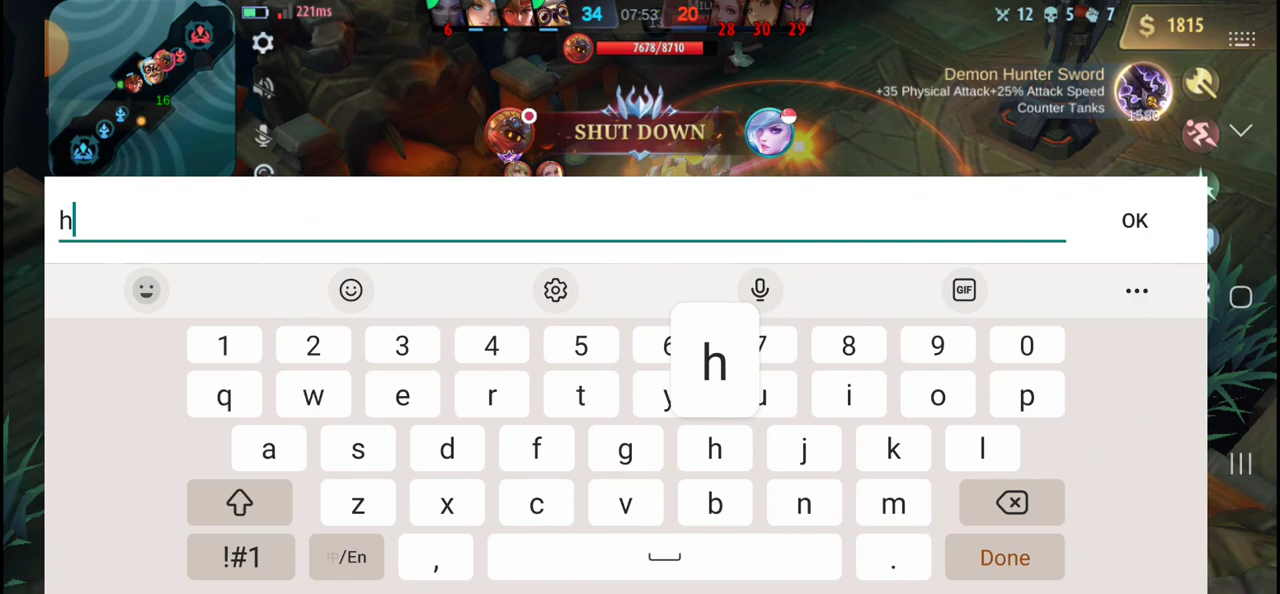 221ms
34 07:53 20
6 28 30 29
12 5 7
$ 1815
7678/8710
16
Demon Hunter Sword
+35 Physical Attack+25% Attack Speed
Counter Tanks
1580
SHUT DOWN
h
OK
GIF
1 2 3 4 5 6 7 8 9 0
h
q w e r t y u i o p
a s d f g h j k l
z x c v b n m
!#1 中/En , . Done